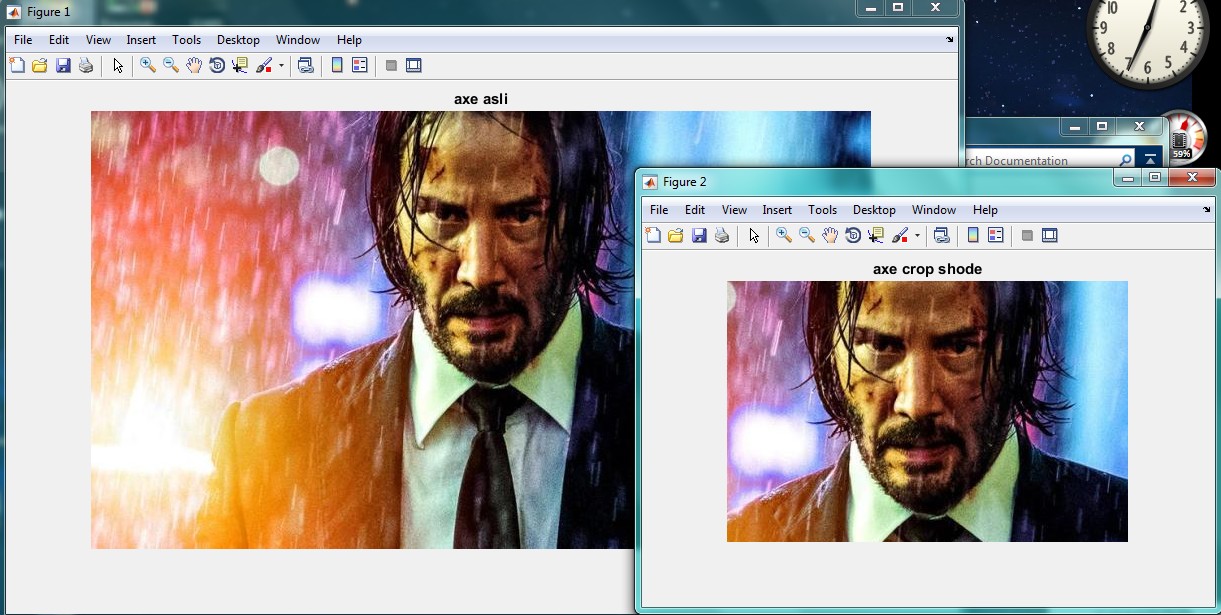 Figure 1
File Edit View Insert Tools Desktop Window Help
axe asli
10 2
9 3
8 4
7 6 5
59%
rch Documentation
Figure 2
File Edit View Insert Tools Desktop Window Help
axe crop shode